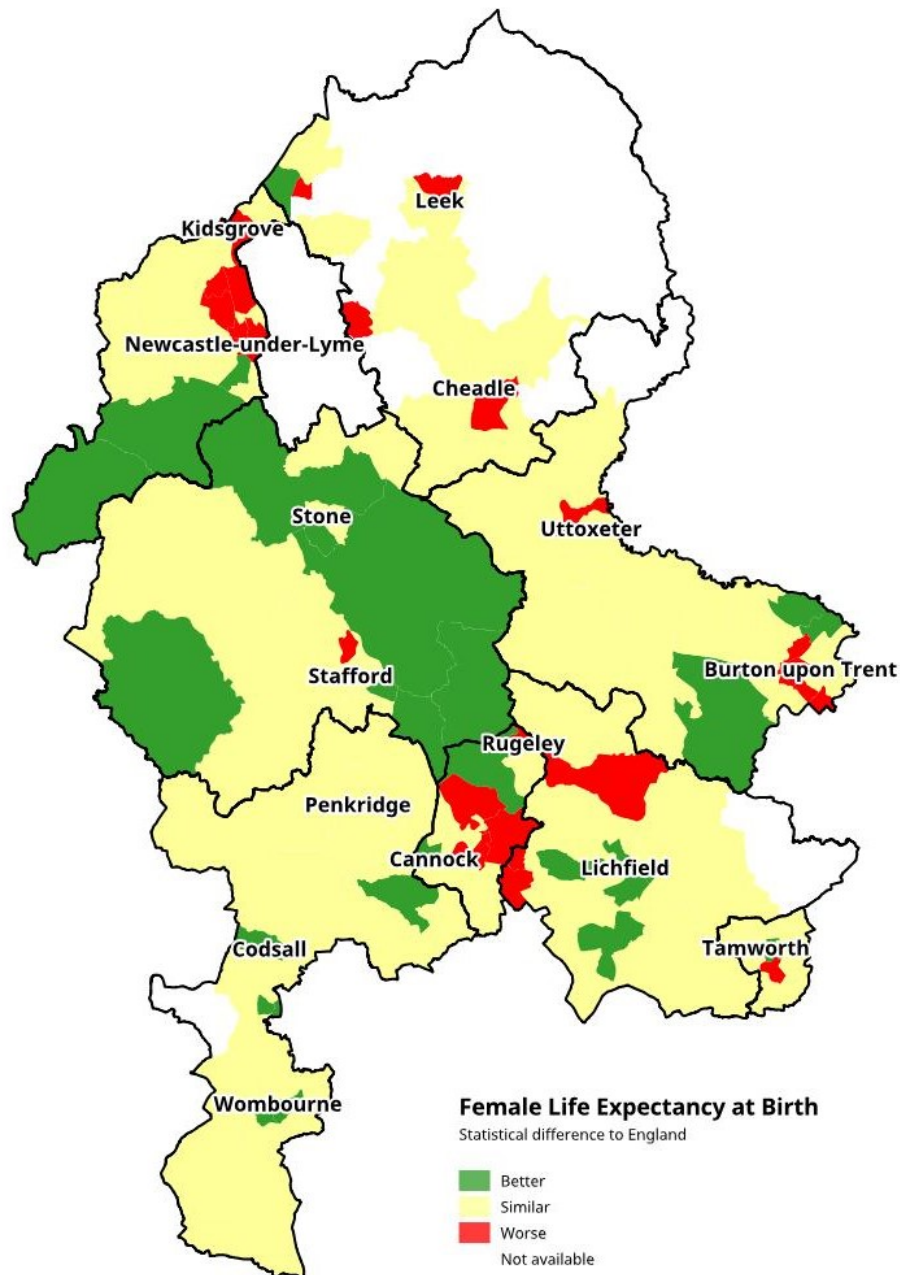 Leek
Kidsgrove
Newcastle-under-Lyme
Cheadle
Stone
Uttoxeter
Stafford
Burton upon Trent
Rugeley
Penkridge
Cannock
Lichfield
Codsall
Tamworth
Wombourne
Female Life Expectancy at Birth
Statistical difference to England
Better
Similar
Worse
Not available